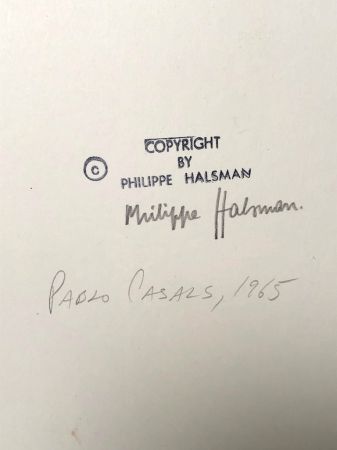 COPYRIGHT
BY
© PHILIPPE HALSMAN
Philippe Halsman.
PABLO CASALS, 1965